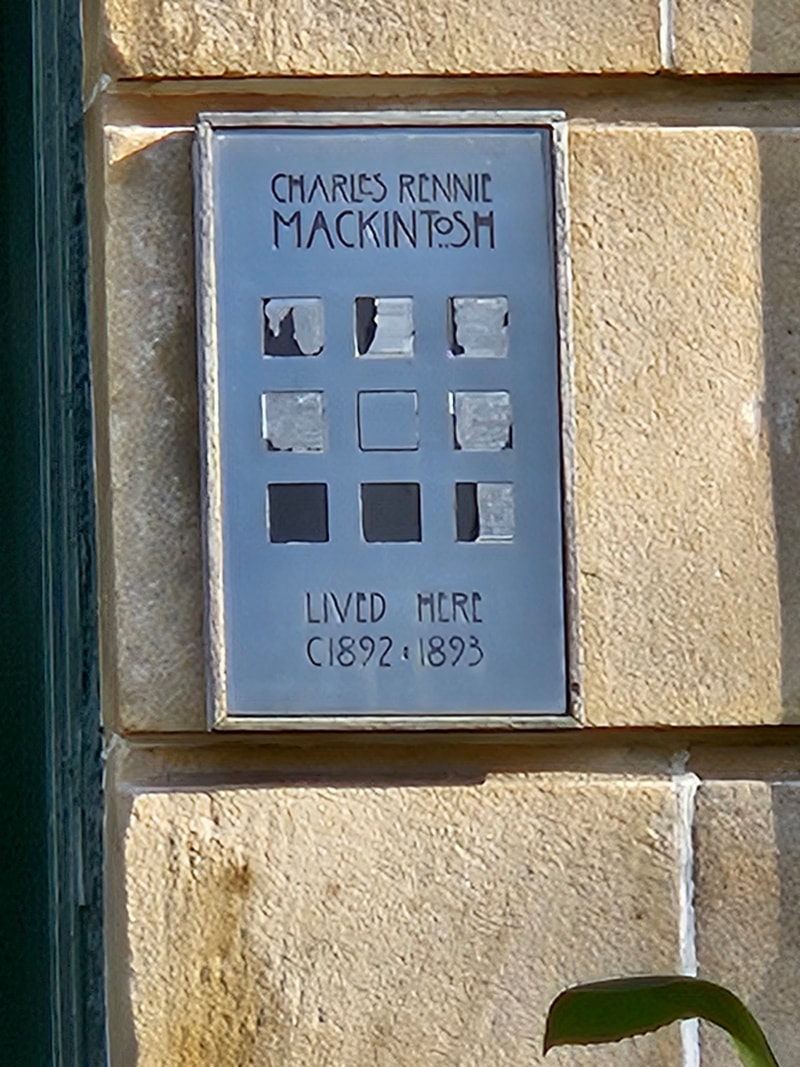 CHARLES RENNIE
MACKINTOSH
LIVED HERE
C1892 : 1893